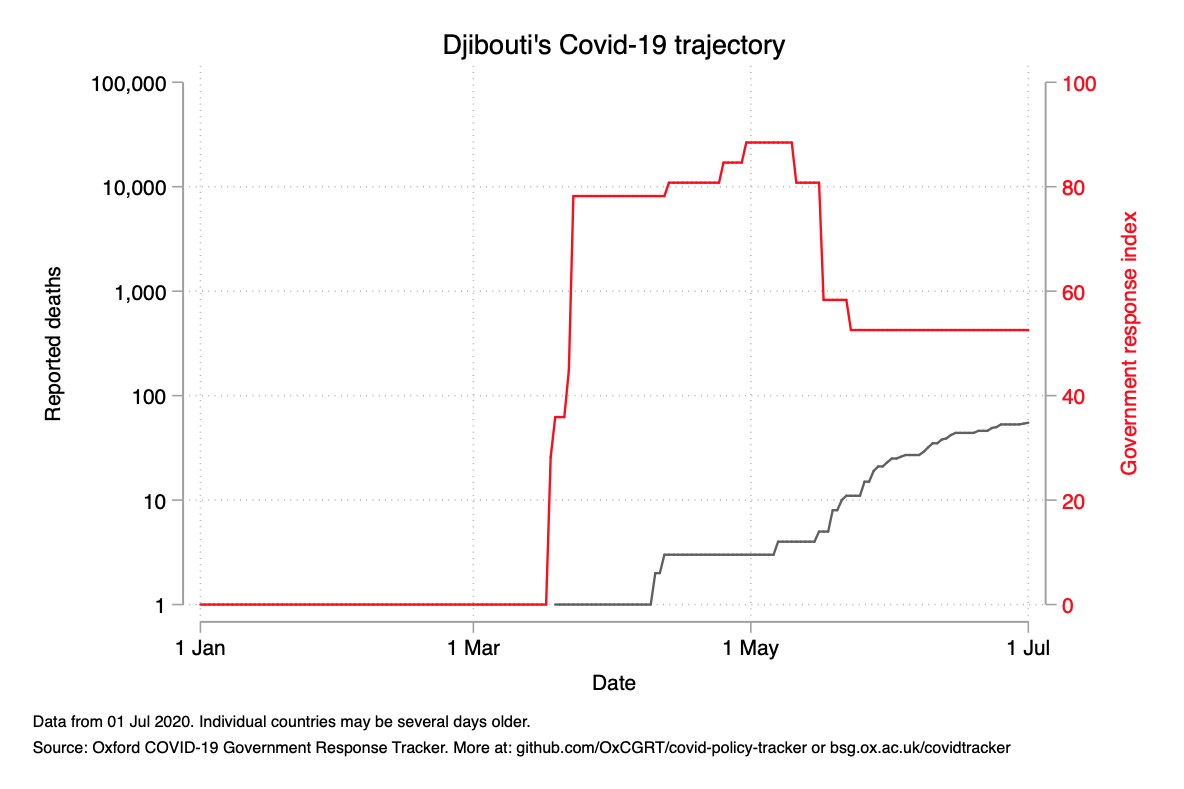 Djibouti's Covid-19 trajectory
100,000
10,000
1,000
100
10
1
Reported deaths
100
80
60
40
20
0
Government response index
1 Jan
1 Mar
1 May
1 Jul
Date
Data from 01 Jul 2020. Individual countries may be several days older.
Source: Oxford COVID-19 Government Response Tracker. More at: github.com/OxCGRT/covid-policy-tracker or bsg.ox.ac.uk/covidtracker